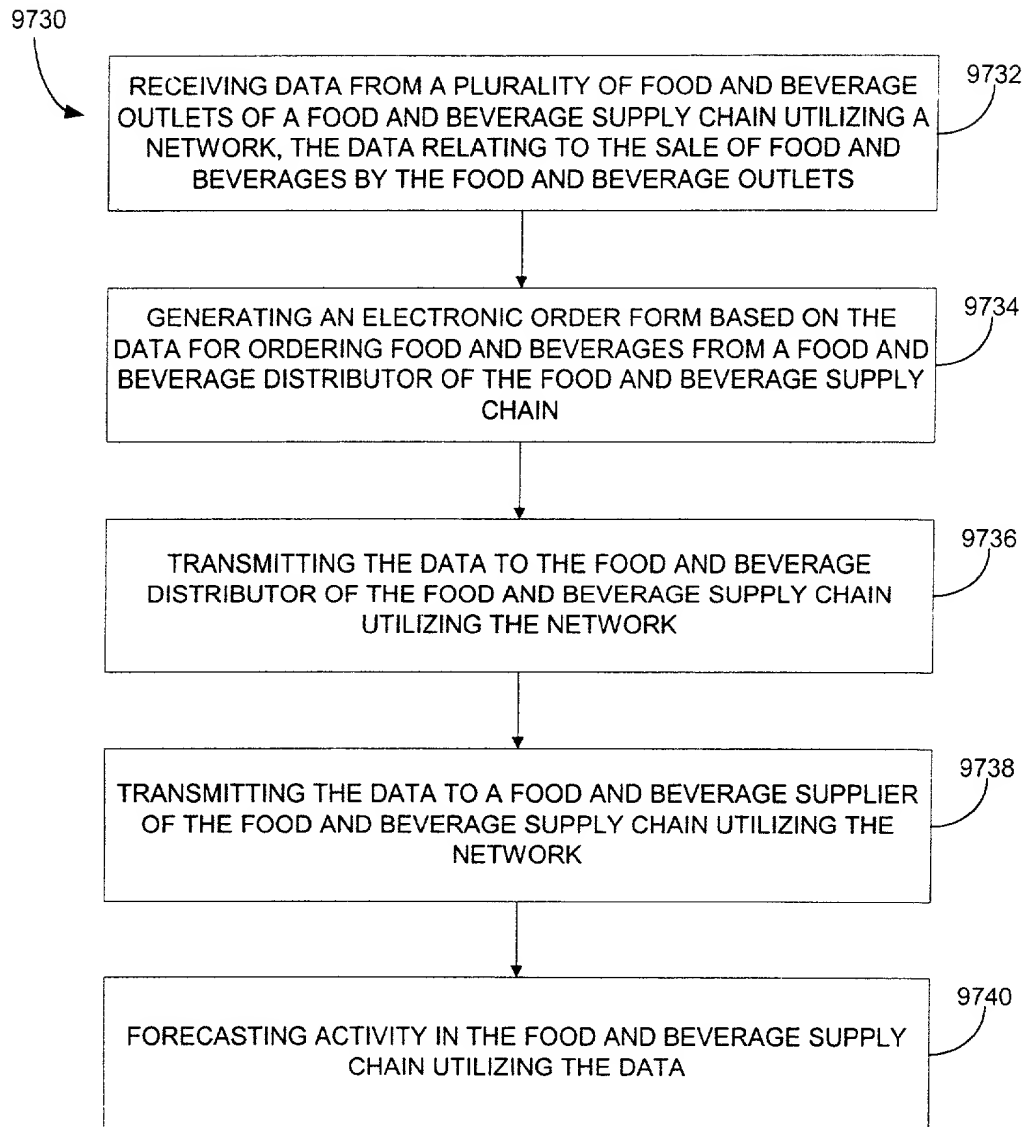 9730
9732
RECEIVING DATA FROM A PLURALITY OF FOOD AND BEVERAGE
OUTLETS OF A FOOD AND BEVERAGE SUPPLY CHAIN UTILIZING A
NETWORK, THE DATA RELATING TO THE SALE OF FOOD AND
BEVERAGES BY THE FOOD AND BEVERAGE OUTLETS
9734
GENERATING AN ELECTRONIC ORDER FORM BASED ON THE
DATA FOR ORDERING FOOD AND BEVERAGES FROM A FOOD AND
BEVERAGE DISTRIBUTOR OF THE FOOD AND BEVERAGE SUPPLY
CHAIN
9736
TRANSMITTING THE DATA TO THE FOOD AND BEVERAGE
DISTRIBUTOR OF THE FOOD AND BEVERAGE SUPPLY CHAIN
UTILIZING THE NETWORK
9738
TRANSMITTING THE DATA TO A FOOD AND BEVERAGE SUPPLIER
OF THE FOOD AND BEVERAGE SUPPLY CHAIN UTILIZING THE
NETWORK
9740
FORECASTING ACTIVITY IN THE FOOD AND BEVERAGE SUPPLY
CHAIN UTILIZING THE DATA